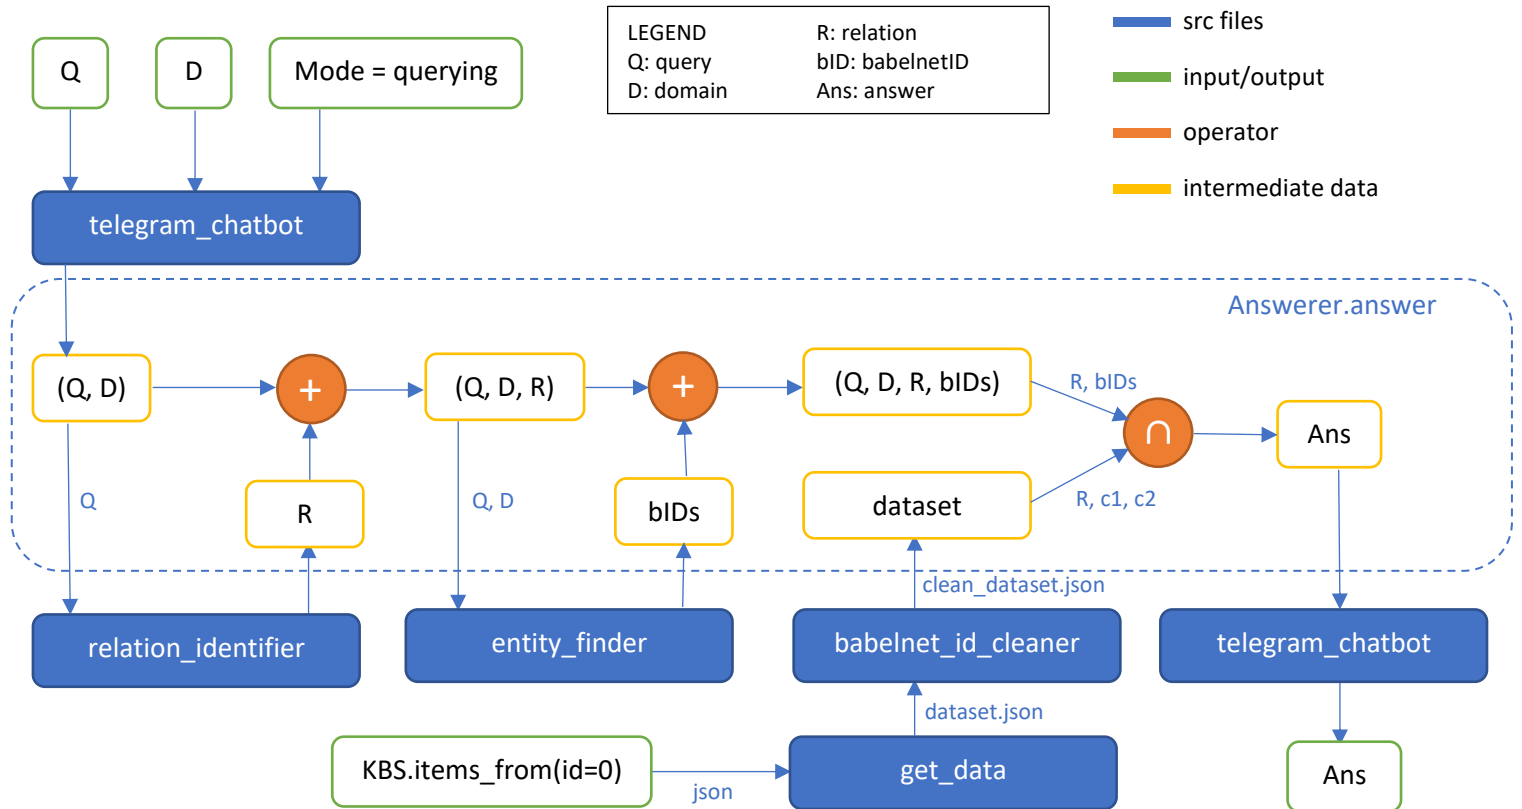 LEGEND
R: relation
Q: query
bID: babelnetID
D: domain
Ans: answer
src files
input/output
operator
intermediate data
Q
D
Mode = querying
telegram_chatbot
Answerer.answer
(Q, D)
+
(Q, D, R)
+
(Q, D, R, bIDs)
R, bIDs
∩
Ans
Q
R
Q, D
bIDs
dataset
R, c1, c2
clean_dataset.json
relation_identifier
entity_finder
babelnet_id_cleaner
telegram_chatbot
dataset.json
KBS.items_from(id=0)
json
get_data
Ans